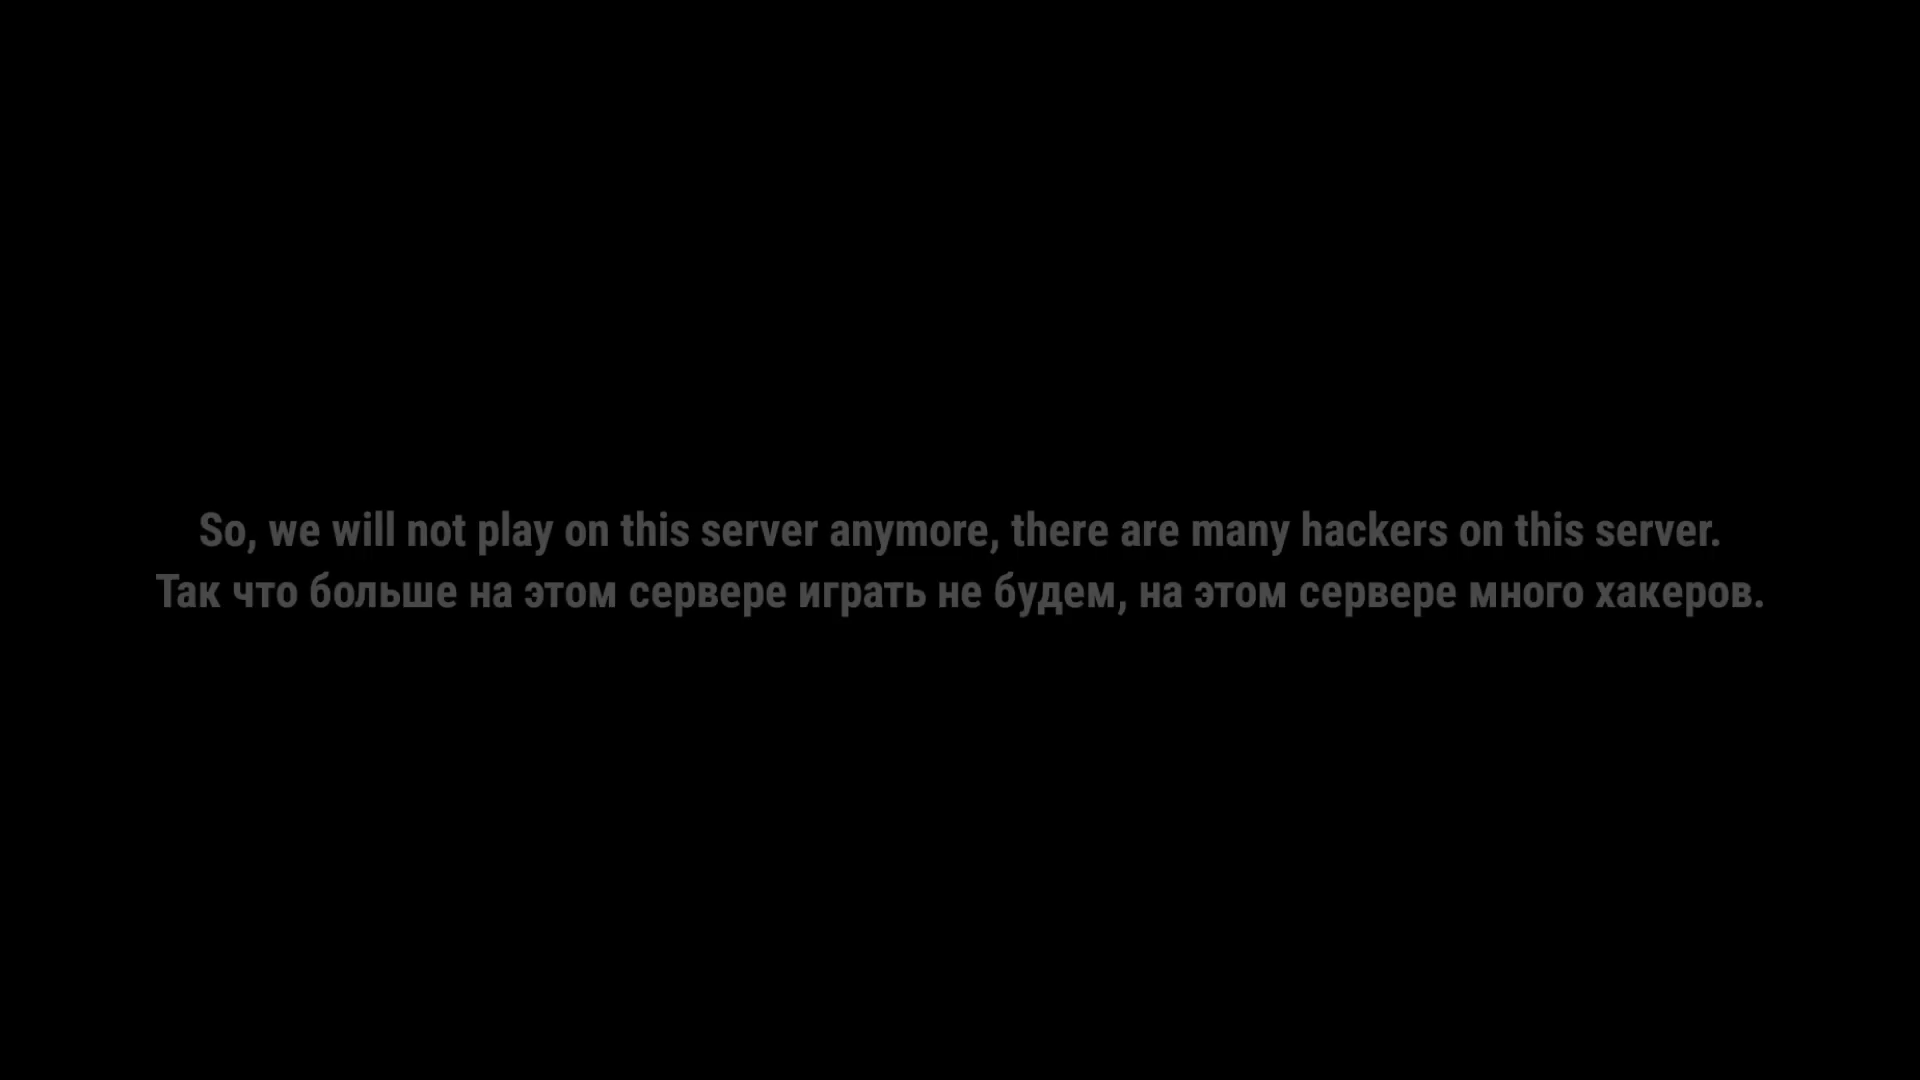 So, we will not play on this server anymore, there are many hackers on this server.
Так что больше на этом сервере играть не будем, на этом сервере много хакеров.